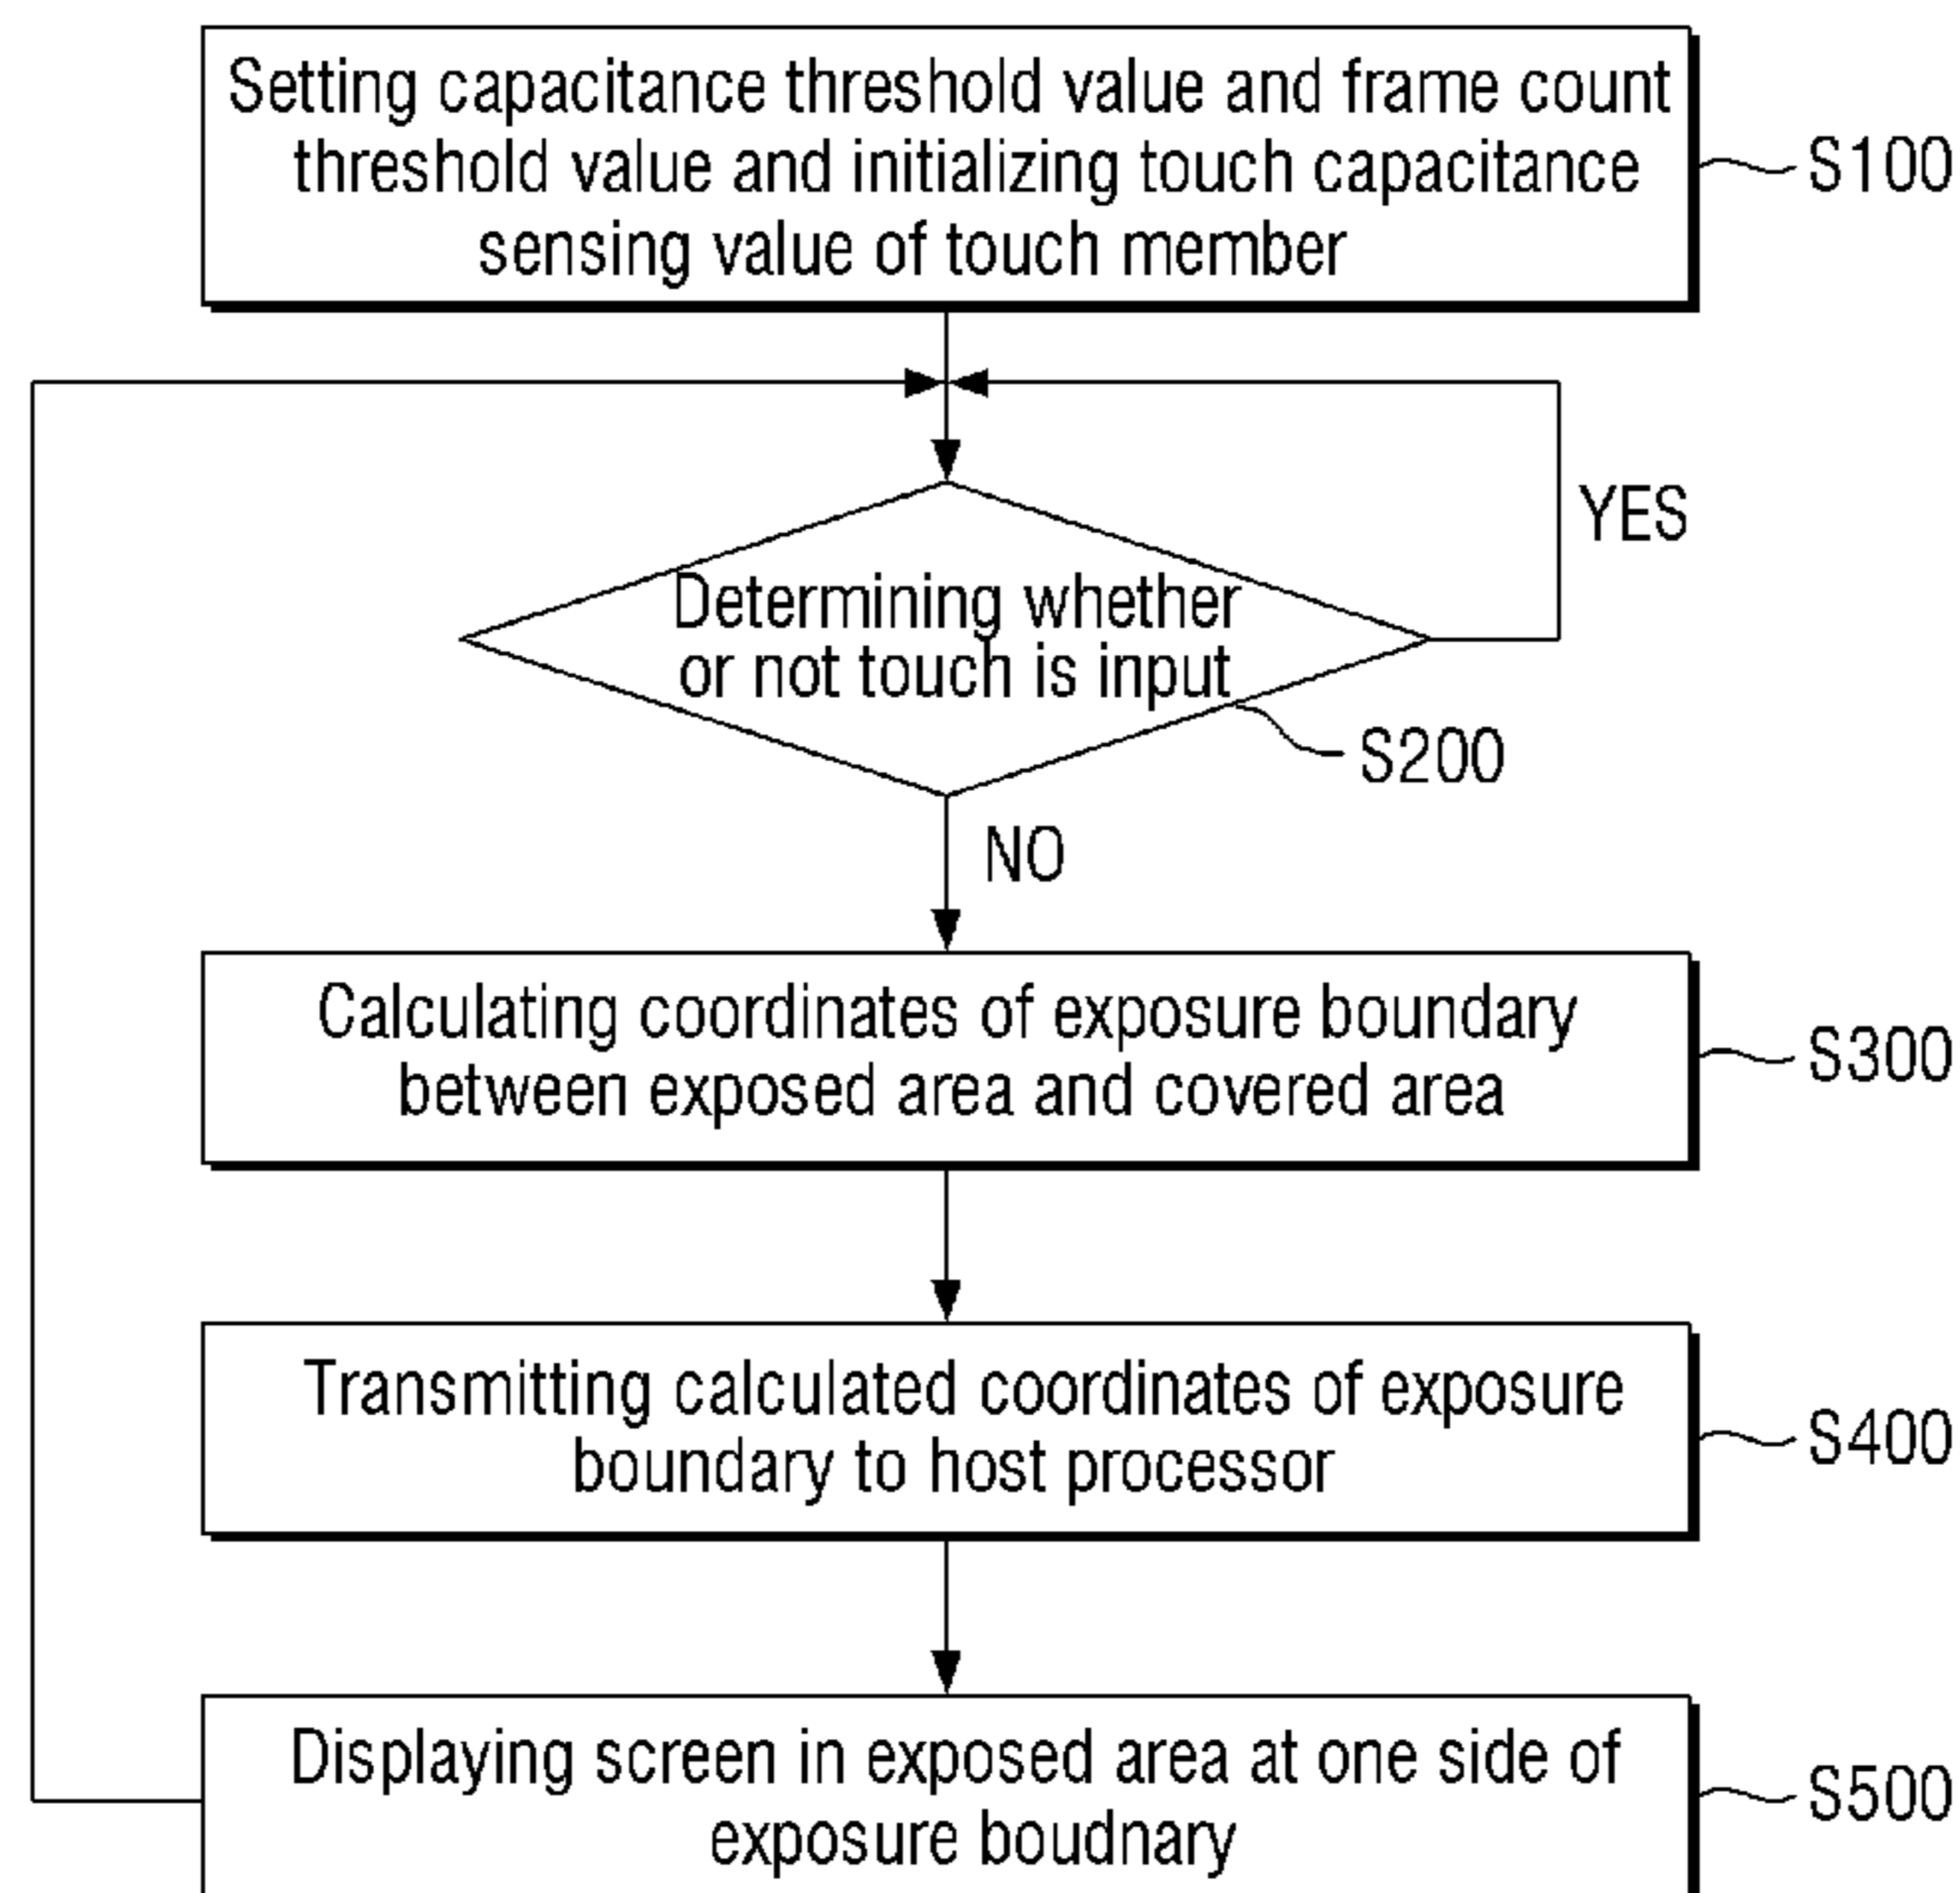 Setting capacitance threshold value and frame count
threshold value and initializing touch capacitance
sensing value of touch member
S100
YES
Determining whether
or not touch is input
S200
NO
Calculating coordinates of exposure boundary
between exposed area and covered area
S300
Transmitting calculated coordinates of exposure
boundary to host processor
S400
Displaying screen in exposed area at one side of
exposure boudnary
S500